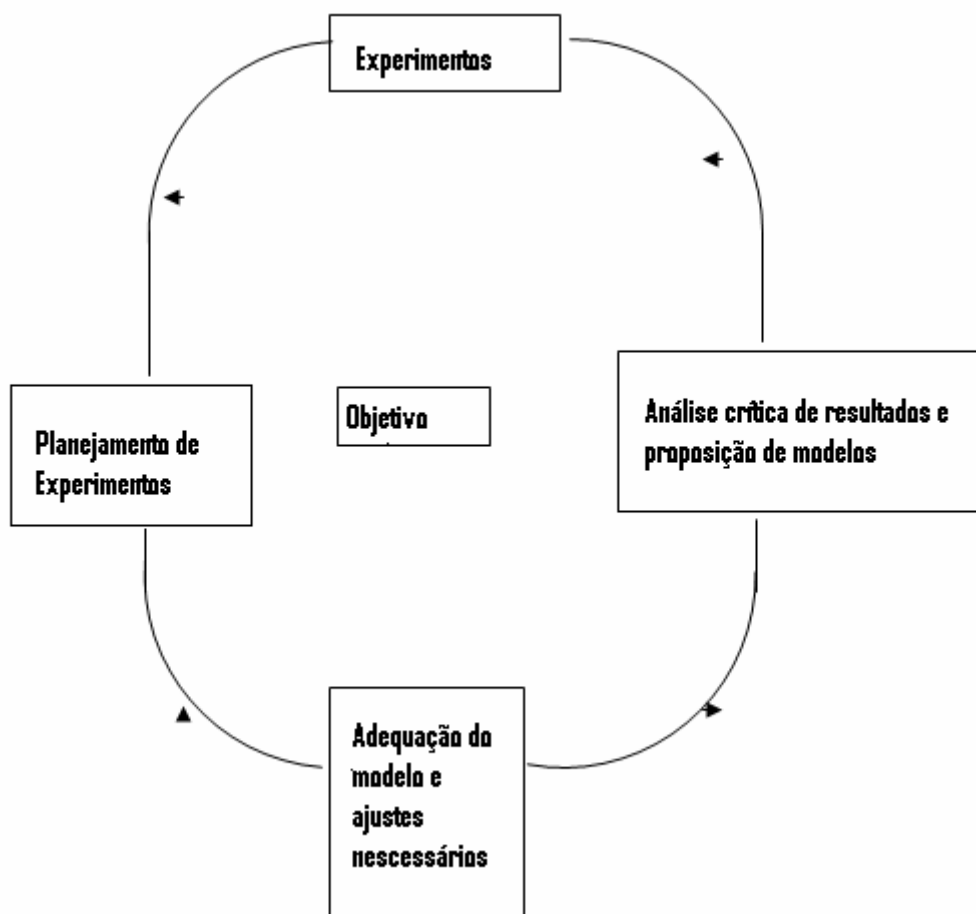 Experimentos
Objetivo
Análise crítica de resultados e
proposição de modelos
Planejamento de
Experimentos
Adequação do
modelo e
ajustes
nescessários